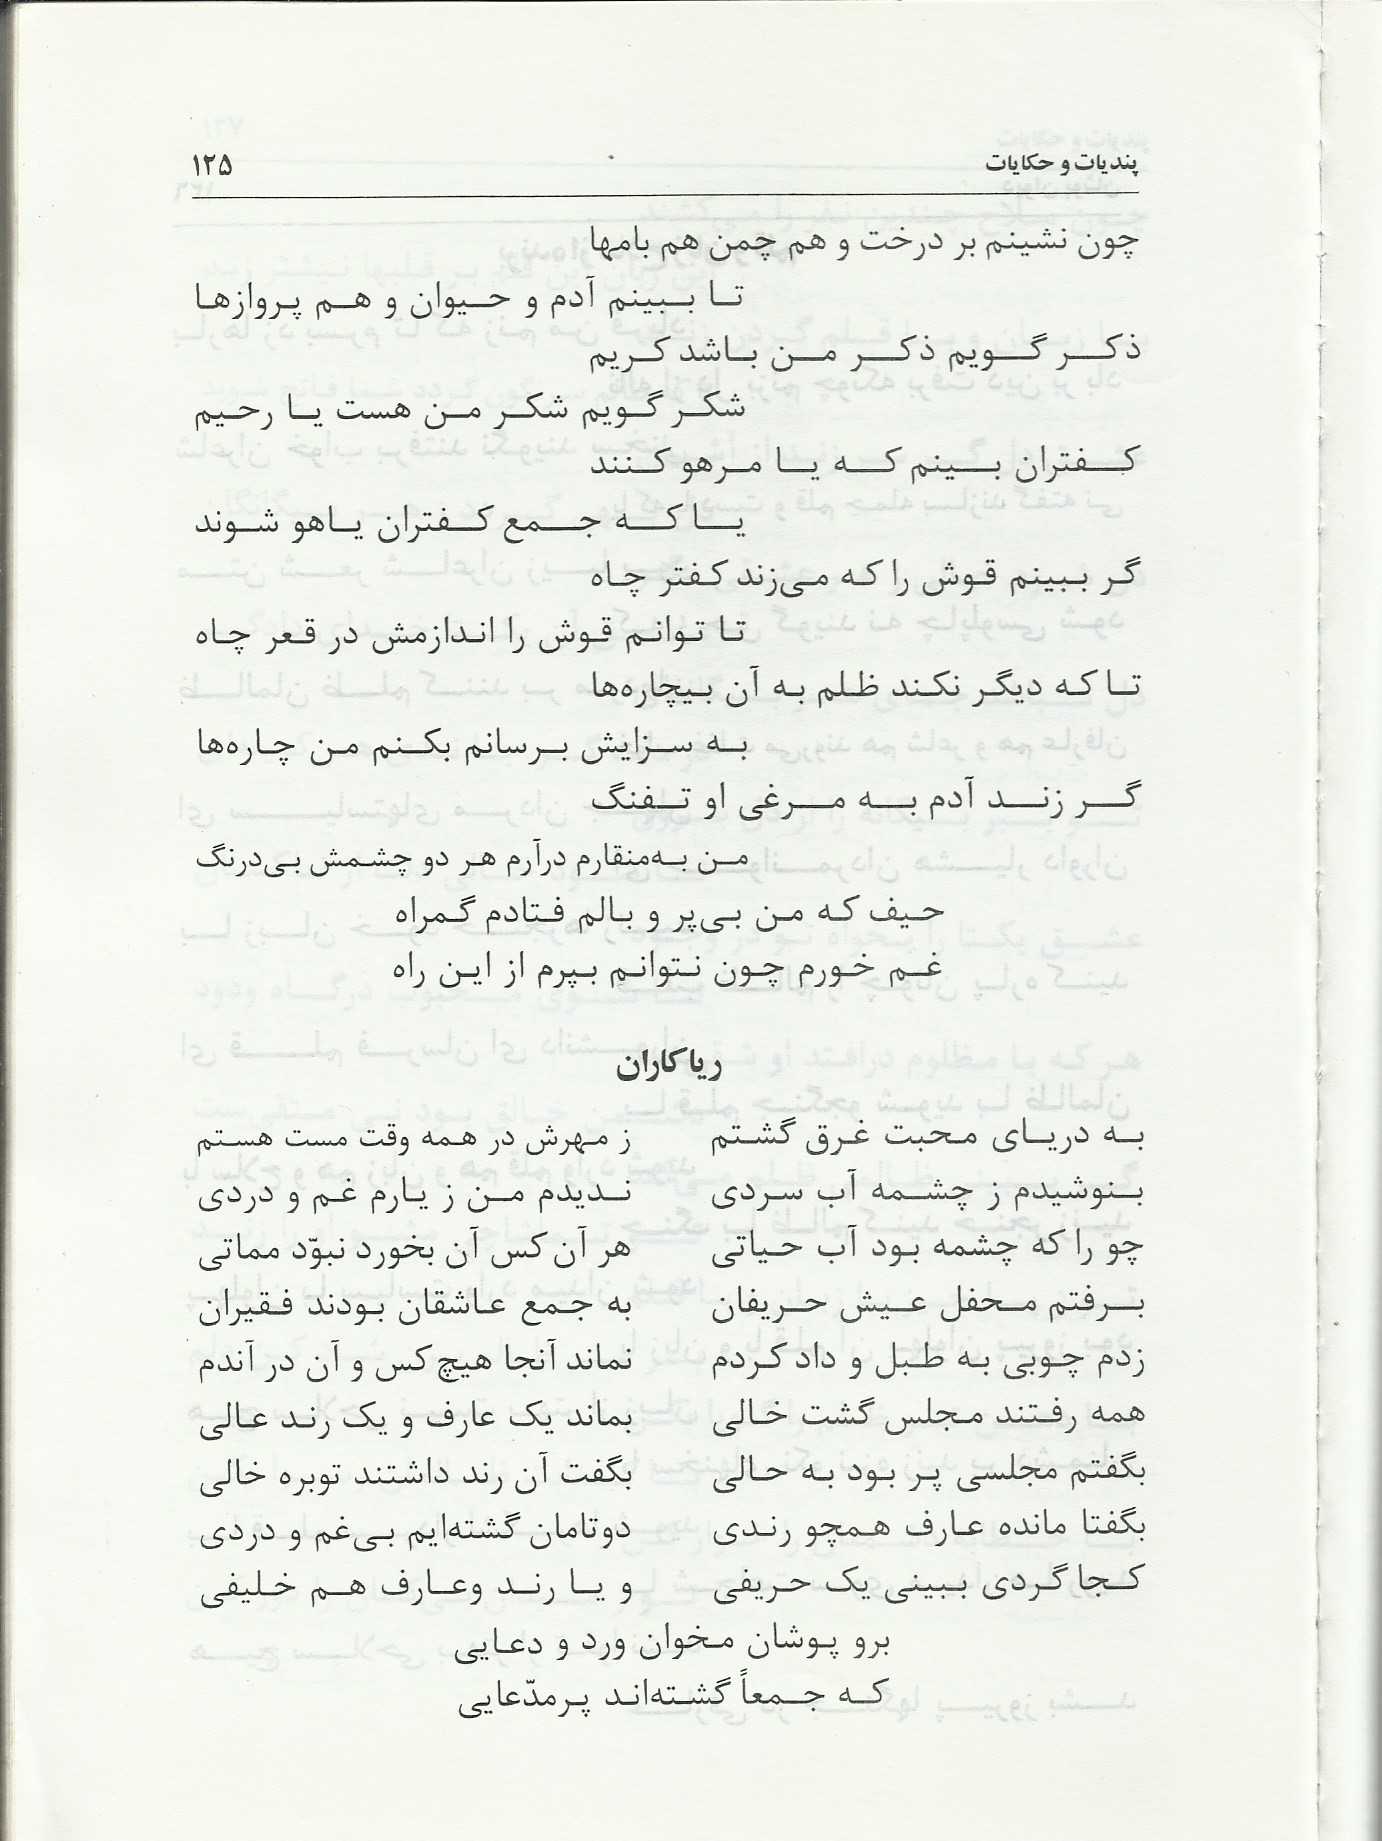 پندیات و حکایات ۱۲۵
چون نشینم بر درخت و هم چمن هم بامها
تا ببینم آدم و حیوان و هم پروازها
ذکر گویم ذکر من باشد کریم
شکر گویم شکر من هست یا رحیم
کفتران بینم که یا مرهو کنند
یا که جمع کفتران یاهو شوند
گر ببینم قوش را که می‌زند کفتر چاه
تا توانم قوش را اندازمش در قعر چاه
تا که دیگر نکند ظلم به آن بیچاره‌ها
به سزایش برسانم بکنم من چاره‌ها
گر زند آدم به مرغی او تفنگ
من به‌منقارم درآرم هر دو چشمش بی‌درنگ
حیف که من بی‌پر و بالم فتادم گمراه
غم خورم چون نتوانم بپرم از این راه
ریاکاران
به دریای محبت غرق گشتم ز مهرش در همه وقت مست هستم
بنوشیدم ز چشمه آب سردی ندیدم من ز یارم غم و دردی
چو را که چشمه بود آب حیاتی هر آن کس آن بخورد نبوّد مماتی
برفتم محفل عیش حریفان به جمع عاشقان بودند فقیران
زدم چوبی به طبل و داد کردم نماند آنجا هیچ کس و آن در آندم
همه رفتند مجلس گشت خالی بماند یک عارف و یک رند عالی
بگفتم مجلسی پر بود به حالی بگفت آن رند داشتند توبره خالی
بگفتا مانده عارف همچو رندی دوتامان گشته‌ایم بی‌غم و دردی
کجا گردی ببینی یک حریفی و یا رند وعارف هم خلیفی
برو پوشان مخوان ورد و دعایی
که جمعاً گشته‌اند پرمدّعایی